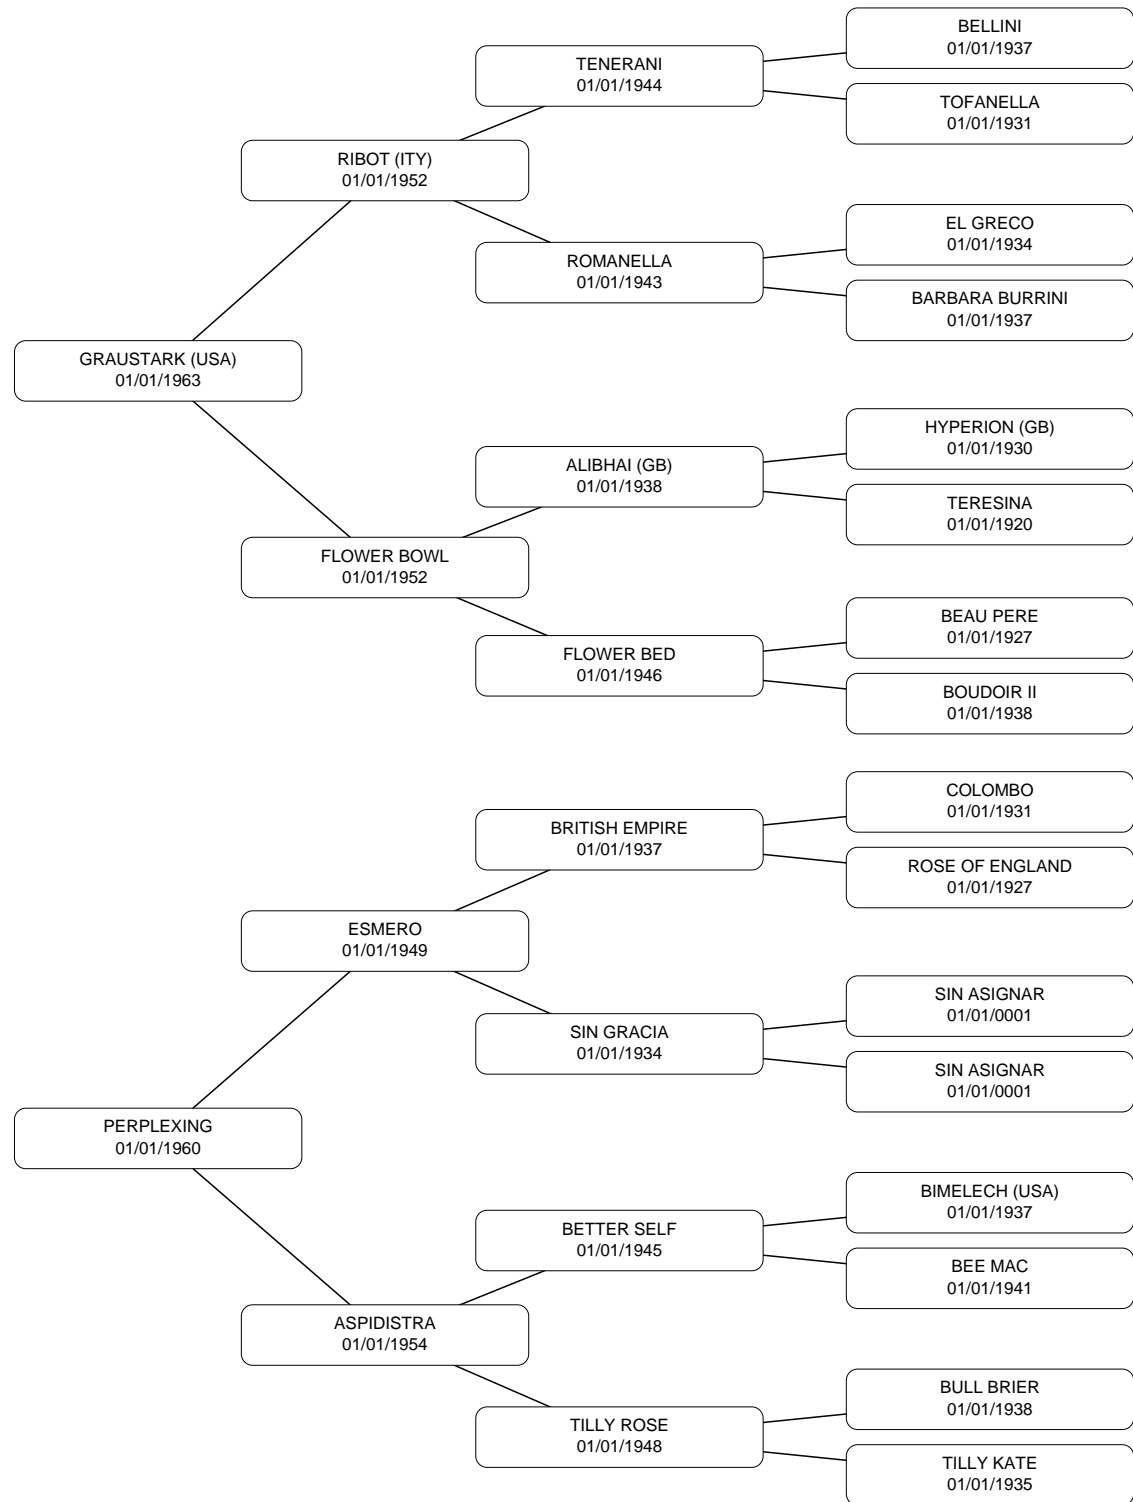 BELLINI
01/01/1937
TENERANI
01/01/1944
TOFANELLA
01/01/1931
RIBOT (ITY)
01/01/1952
EL GRECO
01/01/1934
ROMANELLA
01/01/1943
BARBARA BURRINI
01/01/1937
GRAUSTARK (USA)
01/01/1963
HYPERION (GB)
01/01/1930
ALIBHAI (GB)
01/01/1938
TERESINA
01/01/1920
FLOWER BOWL
01/01/1952
BEAU PERE
01/01/1927
FLOWER BED
01/01/1946
BOUDOIR II
01/01/1938
COLOMBO
01/01/1931
BRITISH EMPIRE
01/01/1937
ROSE OF ENGLAND
01/01/1927
ESMERO
01/01/1949
SIN ASIGNAR
01/01/0001
SIN GRACIA
01/01/1934
SIN ASIGNAR
01/01/0001
PERPLEXING
01/01/1960
BIMELECH (USA)
01/01/1937
BETTER SELF
01/01/1945
BEE MAC
01/01/1941
ASPIDISTRA
01/01/1954
BULL BRIER
01/01/1938
TILLY ROSE
01/01/1948
TILLY KATE
01/01/1935